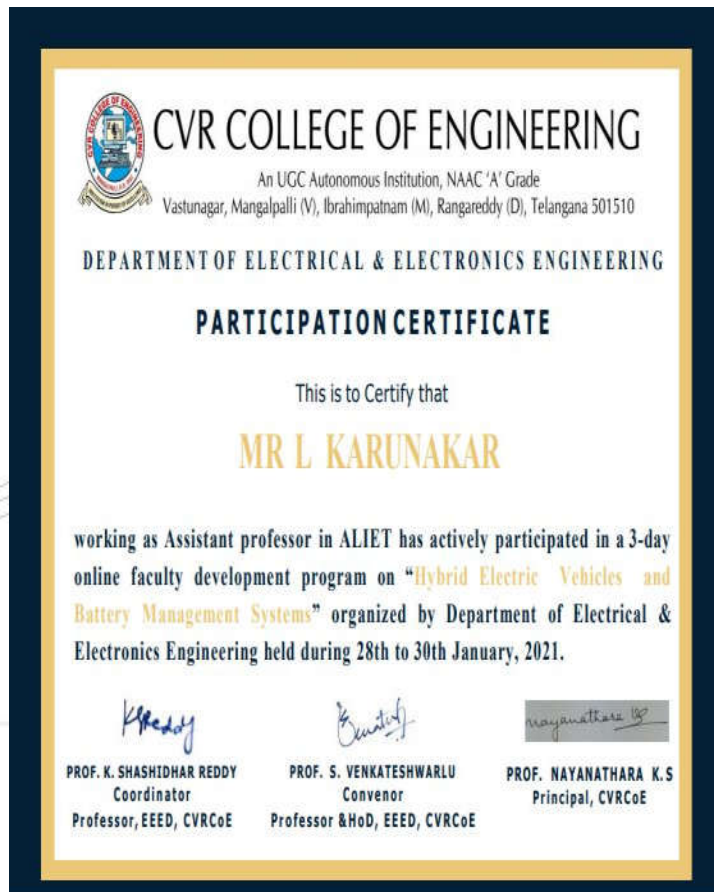 CVR COLLEGE OF ENGINEERING
An UGC Autonomous Institution, NAAC 'A' Grade
Vastunagar, Mangalpalli (V), Ibrahimpatnam (M), Rangareddy (D), Telangana 501510
DEPARTMENT OF ELECTRICAL & ELECTRONICS ENGINEERING
PARTICIPATION CERTIFICATE
This is to Certify that
MR L KARUNAKAR
working as Assistant professor in ALIET has actively participated in a 3-day
online faculty development program on “Hybrid Electric Vehicles and
Battery Management Systems” organized by Department of Electrical &
Electronics Engineering held during 28th to 30th January, 2021.
KSReddy
nayanathara
PROF. K. SHASHIDHAR REDDY
Coordinator
Professor, EEED, CVRCoE
PROF. S. VENKATESHWARLU
Convenor
Professor &HoD, EEED, CVRCoE
PROF. NAYANATHARA K.S
Principal, CVRCoE